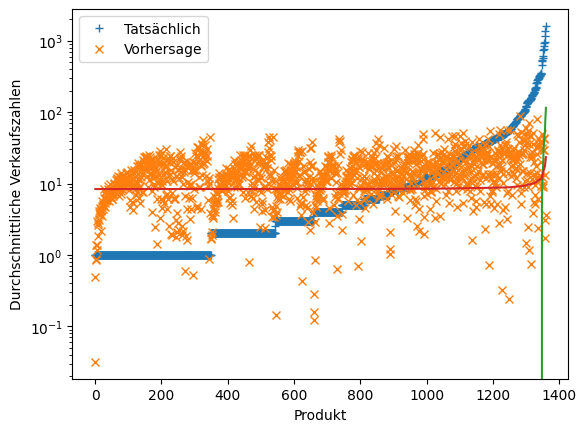 Tatsächlich
Vorhersage
Durchschnittliche Verkaufszahlen
10³
10²
10¹
10⁰
10⁻¹
0 200 400 600 800 1000 1200 1400
Produkt